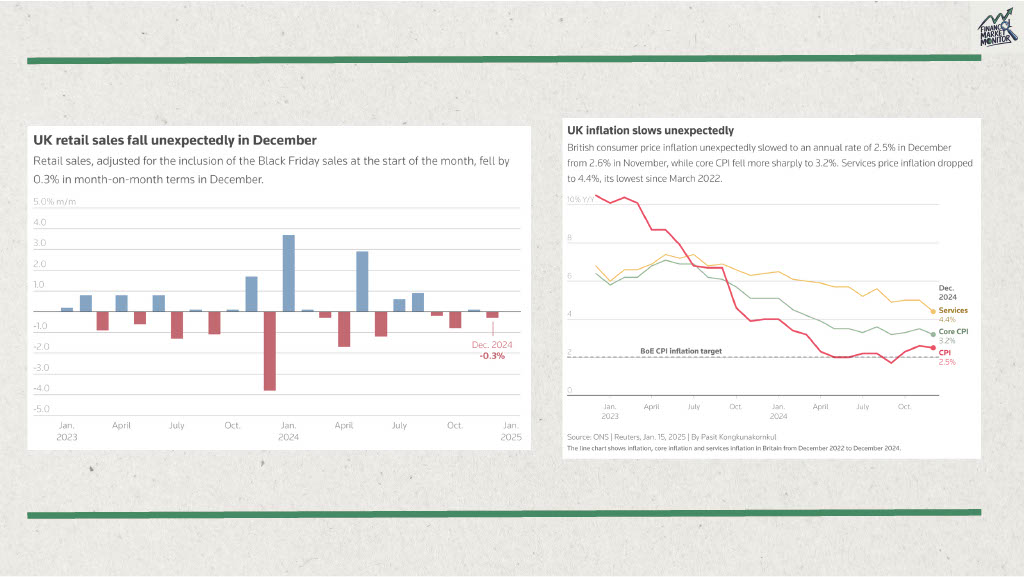 FINANCIAL
MARKET
MONITOR
UK retail sales fall unexpectedly in December
Retail sales, adjusted for the inclusion of the Black Friday sales at the start of the month, fell by
0.3% in month-on-month terms in December.
5.0% m/m
4.0
3.0
2.0
1.0
-1.0
-2.0
-3.0
-4.0
-5.0
Dec. 2024
-0.3%
Jan. April July Oct. Jan. April July Oct. Jan.
2023 2024 2025
UK inflation slows unexpectedly
British consumer price inflation unexpectedly slowed to an annual rate of 2.5% in December
from 2.6% in November, while core CPI fell more sharply to 3.2%. Services price inflation dropped
to 4.4%, its lowest since March 2022.
10% Y/Y
8
6
4
2
0
BoE CPI inflation target
Dec.
2024
Services
4.4%
Core CPI
3.2%
CPI
2.5%
Jan. April July Oct. Jan. April July Oct.
2023 2024
Source: ONS | Reuters, Jan. 15, 2025 | By Pasit Kongkunakornkul
The line chart shows inflation, core inflation and services inflation in Britain from December 2022 to December 2024.